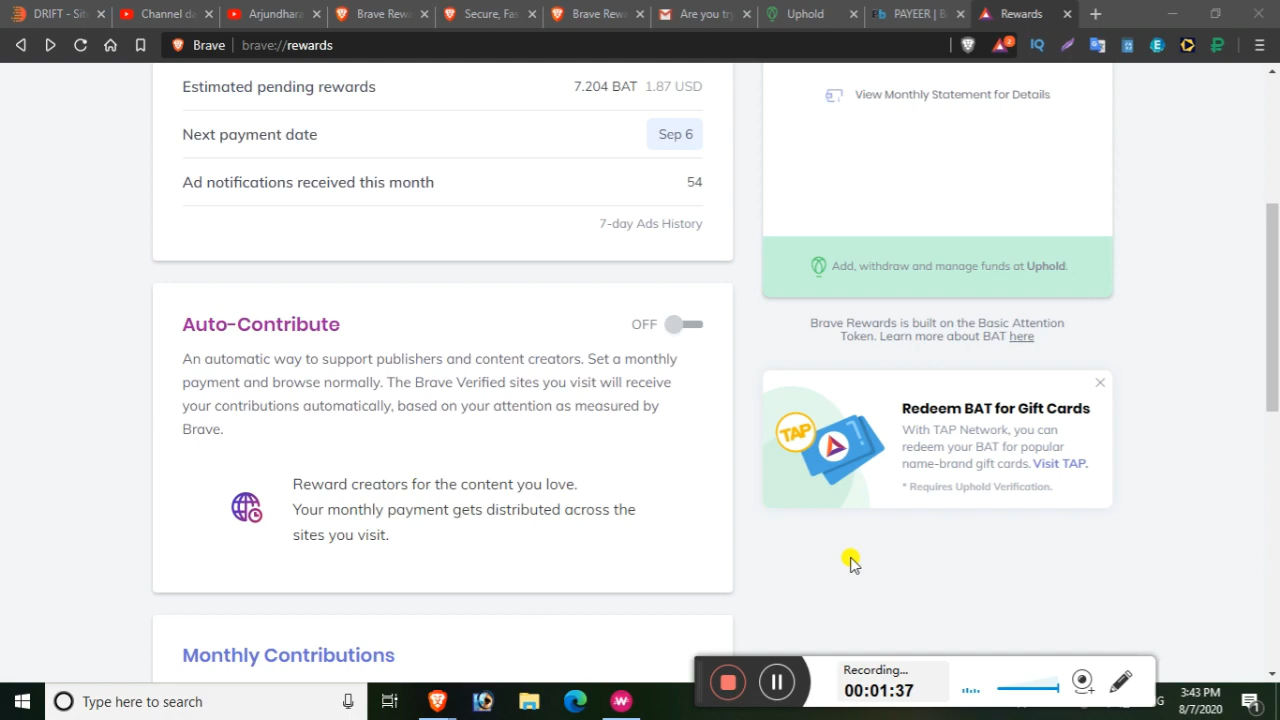 DRIFT - Sit
Channel da
Arjundhara
Brave Rew
Secure, Fas
Brave Rew
Are you try
Uphold
PAYEER | B
Rewards
Brave
brave://rewards
2
IQ
Estimated pending rewards
7.204 BAT 1.87 USD
Next payment date
Sep 6
Ad notifications received this month
54
7-day Ads History
View Monthly Statement for Details
Add, withdraw and manage funds at Uphold.
Auto-Contribute
OFF
An automatic way to support publishers and content creators. Set a monthly
payment and browse normally. The Brave Verified sites you visit will receive
your contributions automatically, based on your attention as measured by
Brave.
Reward creators for the content you love.
Your monthly payment gets distributed across the
sites you visit.
Brave Rewards is built on the Basic Attention
Token. Learn more about BAT here
TAP
Redeem BAT for Gift Cards
With TAP Network, you can
redeem your BAT for popular
name-brand gift cards. Visit TAP.
* Requires Uphold Verification.
Monthly Contributions
Recording...
00:01:37
Type here to search
3:43 PM
8/7/2020
1